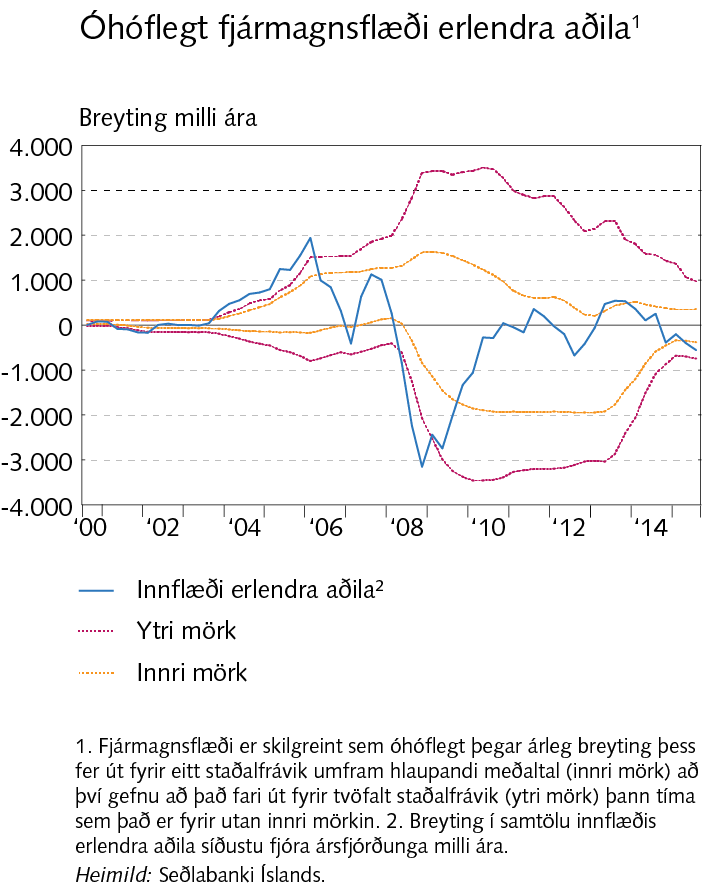 Óhóflegt fjármagnsflæði erlendra aðila¹
Breyting milli ára
4.000
3.000
2.000
1.000
0
-1.000
-2.000
-3.000
-4.000
‘00 ‘02 ‘04 ‘06 ‘08 ‘10 ‘12 ‘14
Innflæði erlendra aðila²
Ytri mörk
Innri mörk
1. Fjármagnsflæði er skilgreint sem óhóflegt þegar árleg breyting þess
fer út fyrir eitt staðalfrávik umfram hlaupandi meðaltal (innri mörk) að
því gefnu að það fari út fyrir tvöfalt staðalfrávik (ytri mörk) þann tíma
sem það er fyrir utan innri mörkin. 2. Breyting í samtölu innflæðis
erlendra aðila síðustu fjóra ársfjórðunga milli ára.
Heimild: Seðlabanki Íslands.